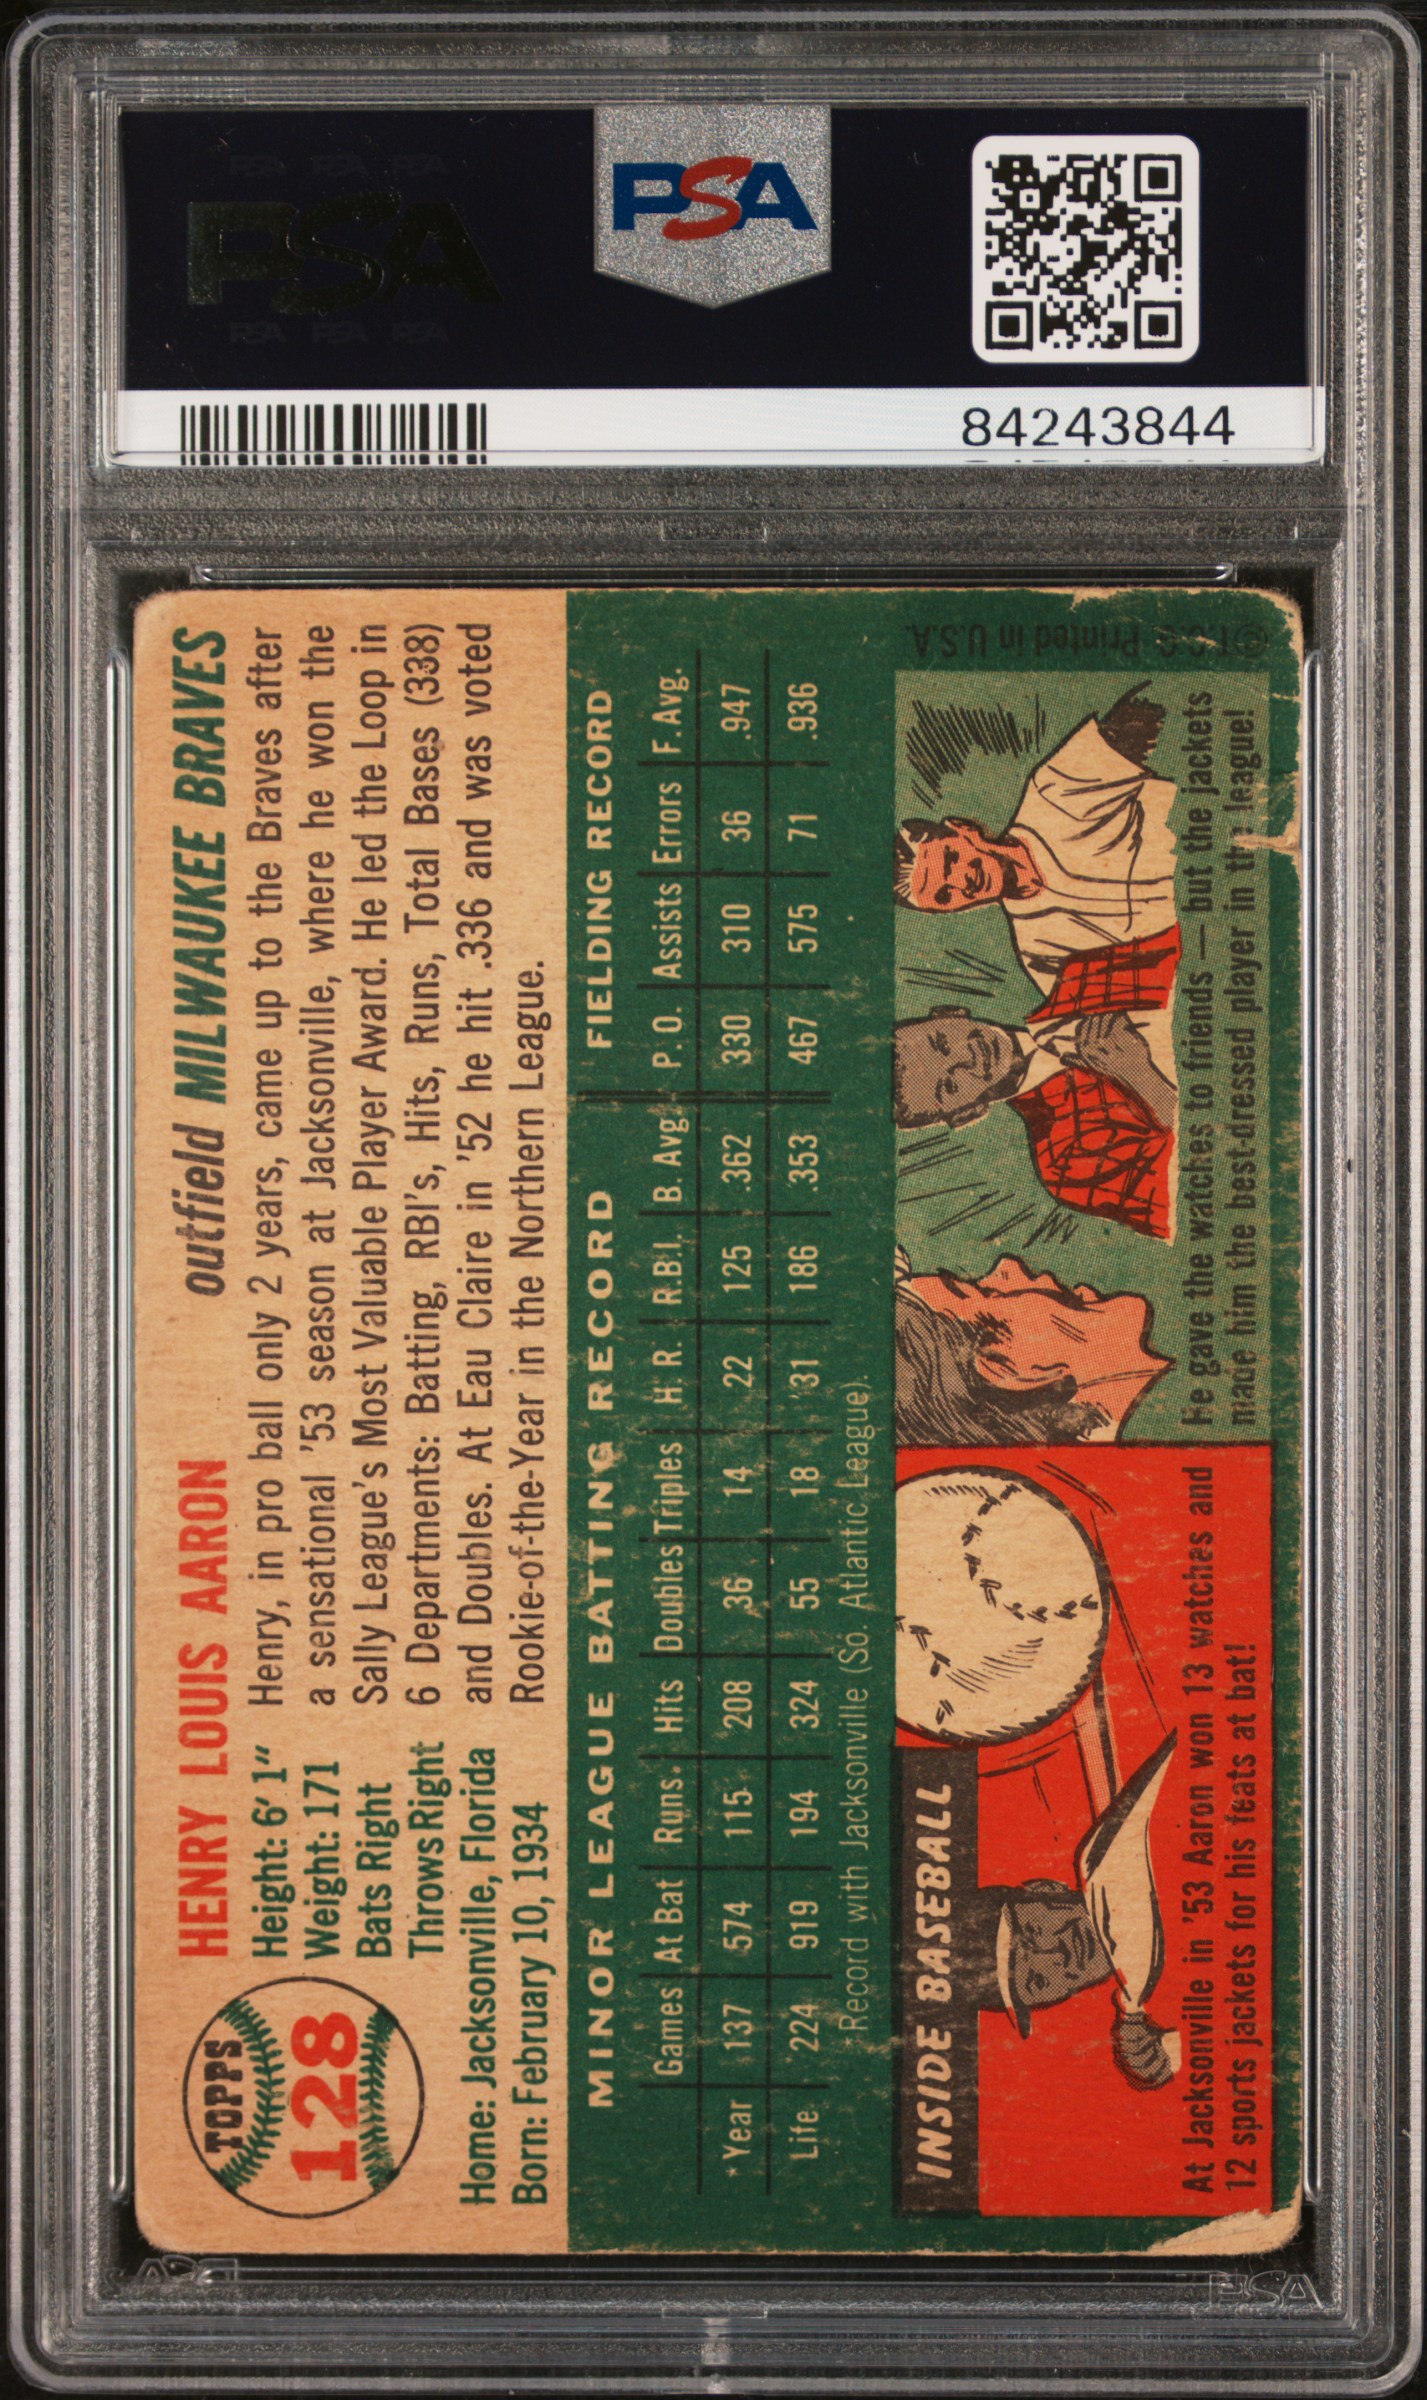 PSA
PSA PSA PSA
PSA
PSA PSA PSA
84243844
TOPPS
128
HENRY LOUIS AARON
outfield MILWAUKEE BRAVES
Height: 6' 1"
Weight: 171
Bats Right
Throws Right
Home: Jacksonville, Florida
Born: February 10, 1934
Henry, in pro ball only 2 years, came up to the Braves after
a sensational '53 season at Jacksonville, where he won the
Sally League's Most Valuable Player Award. He led the Loop in
6 Departments: Batting, RBI's, Hits, Runs, Total Bases (338)
and Doubles. At Eau Claire in '52 he hit .336 and was voted
Rookie-of-the-Year in the Northern League.
MINOR LEAGUE BATTING RECORD FIELDING RECORD
Games At Bat Runs Hits Doubles Triples H. R. R.B.I. B. Avg. P. O. Assists Errors F. Avg.
*Year 137 574 115 208 36 14 22 125 .362 330 310 36 .947
Life 224 919 194 324 55 18 31 186 .353 467 575 71 .936
*Record with Jacksonville (So. Atlantic League).
INSIDE BASEBALL
At Jacksonville in '53 Aaron won 13 watches and
12 sports jackets for his feats at bat!
He gave the watches to friends — but the jackets
made him the best-dressed player in the league!
© T.C.G. Printed in U.S.A.
PSA
PSA